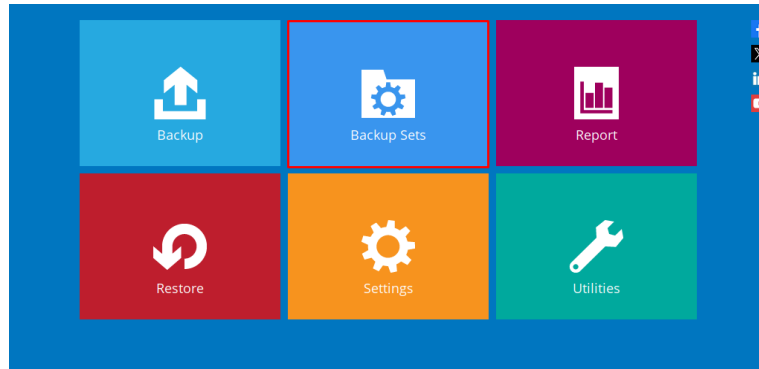 Backup
Backup Sets
Report
Restore
Settings
Utilities